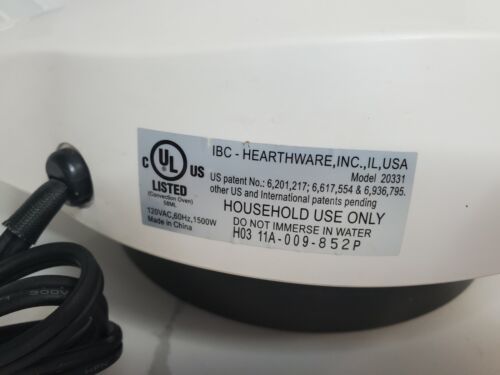 C UL US
LISTED
(Convection Oven)
58ML
120VAC,60Hz,1500W
Made in China
IBC - HEARTHWARE,INC.,IL,USA
Model 20331
US patent No.: 6,201,217; 6,617,554 & 6,936,795.
other US and International patents pending
HOUSEHOLD USE ONLY
DO NOT IMMERSE IN WATER
H03 11A-009-852P